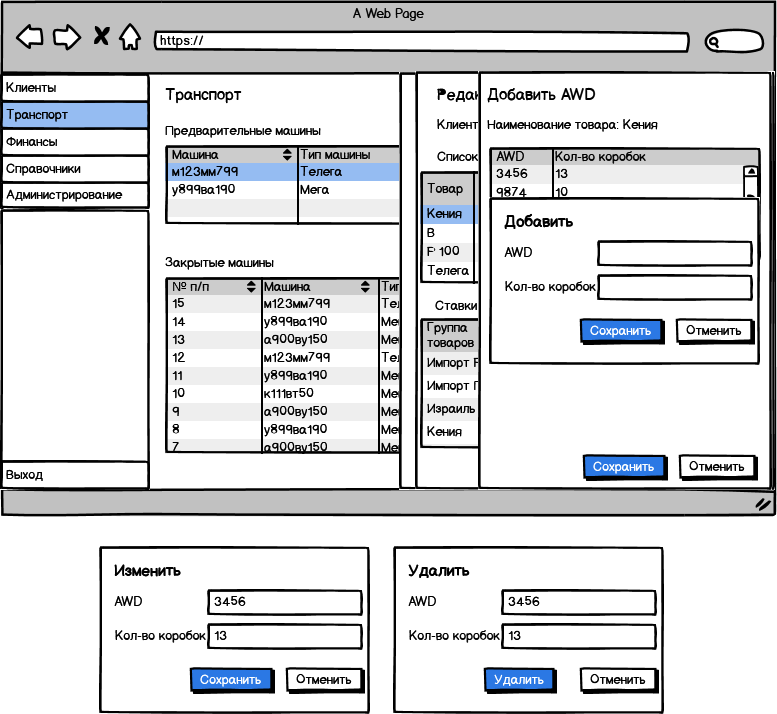 A Web Page
https://
Клиенты
Транспорт
Финансы
Справочники
Администрирование
Выход
Транспорт
Предварительные машины
Машина Тип машины
м123мм799 Телега
у899ва190 Мега
Закрытые машины
№ п/п Машина Тип
15 м123мм799 Тел
14 у899ва190 Ме
13 а900ву150 Ме
12 м123мм799 Тел
11 у899ва190 Ме
10 к111вт50 Ме
9 а900ву150 Ме
8 у899ва190 Ме
7 а900ву150 Ме
Редак
Клиент
Список
Товар
Кения
В
F 100
Телега
Ставки
Группа
товаров
Импорт F
Импорт Г
Израиль
Кения
Добавить AWD
Наименование товара: Кения
AWD Кол-во коробок
3456 13
9874 10
Добавить
AWD
Кол-во коробок
Сохранить Отменить
Сохранить Отменить
Изменить
AWD 3456
Кол-во коробок 13
Сохранить Отменить
Удалить
AWD 3456
Кол-во коробок 13
Удалить Отменить